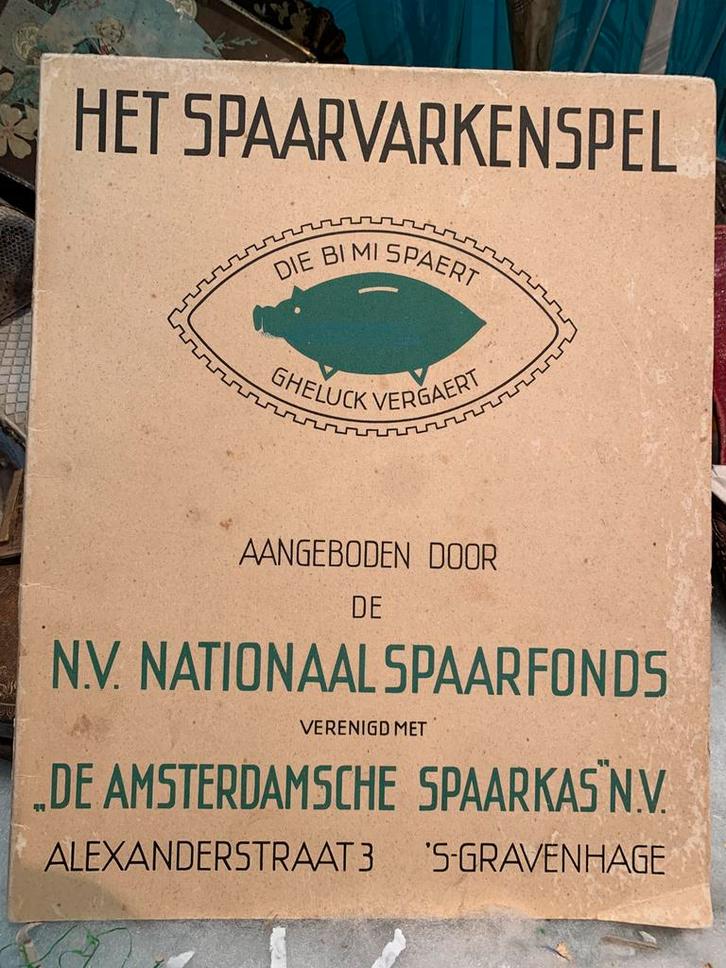 HET SPAARVARKENSPEL
DIE BI MI SPAERT
GHELUCK VERGAERT
AANGEBODEN DOOR
DE
N.V. NATIONAAL SPAARFONDS
VERENIGD MET
„DE AMSTERDAMSCHE SPAARKAS” N.V.
ALEXANDERSTRAAT 3 'S-GRAVENHAGE